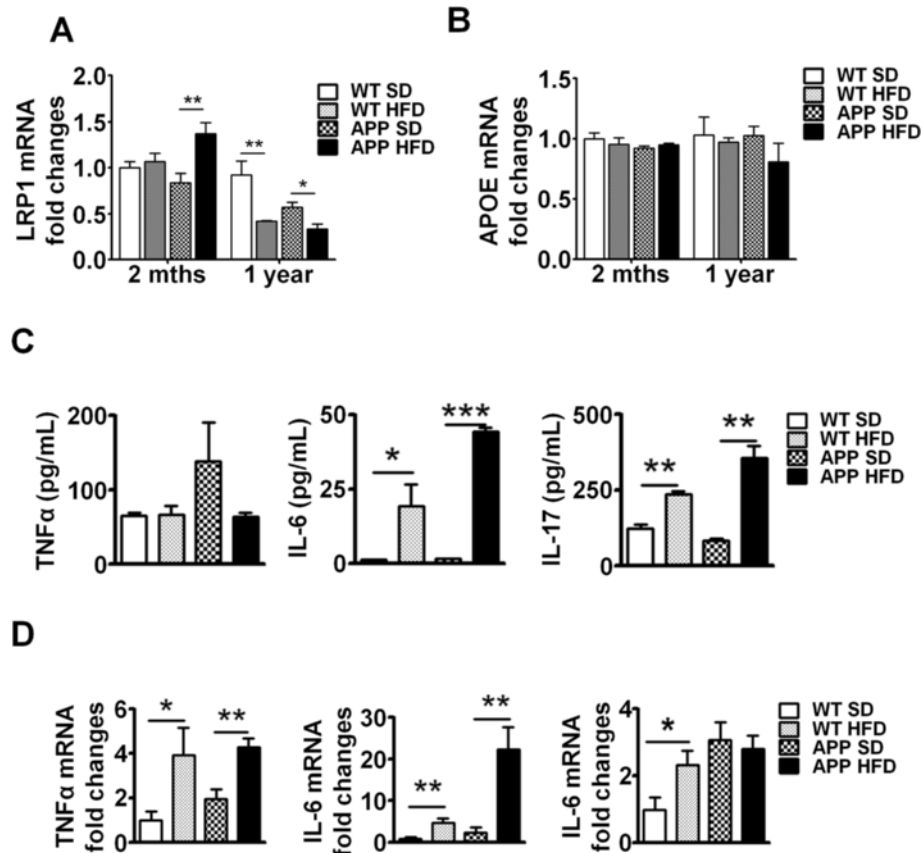 A
LRP1 mRNA
fold changes
2.0
1.5
1.0
0.5
0.0
**
**
*
2 mths
1 year
WT SD
WT HFD
APP SD
APP HFD
B
APOE mRNA
fold changes
1.5
1.0
0.5
0.0
2 mths
1 year
WT SD
WT HFD
APP SD
APP HFD
C
TNFα (pg/mL)
200
100
0
IL-6 (pg/mL)
50
25
0
*
***
IL-17 (pg/mL)
500
250
0
**
**
WT SD
WT HFD
APP SD
APP HFD
D
TNFα mRNA
fold changes
6
4
2
0
*
**
IL-6 mRNA
fold changes
30
20
10
0
**
**
IL-6 mRNA
fold changes
4
2
0
*
WT SD
WT HFD
APP SD
APP HFD